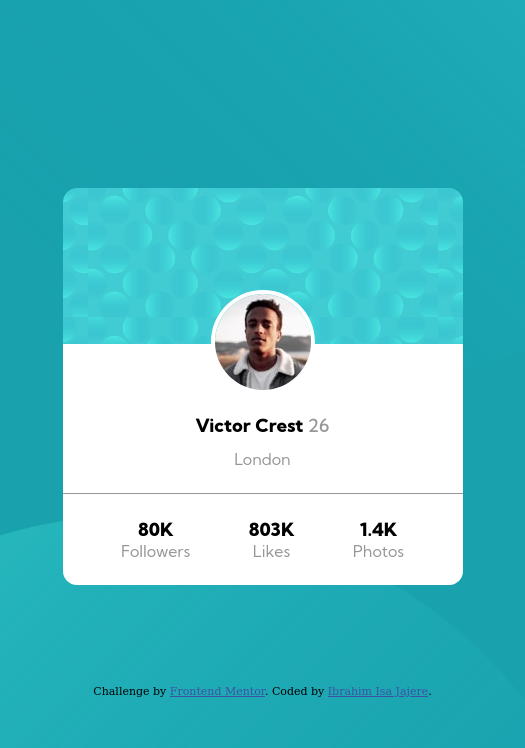 Victor Crest 26
London
80K 803K 1.4K
Followers Likes Photos
Challenge by Frontend Mentor. Coded by Ibrahim Isa Jajere.